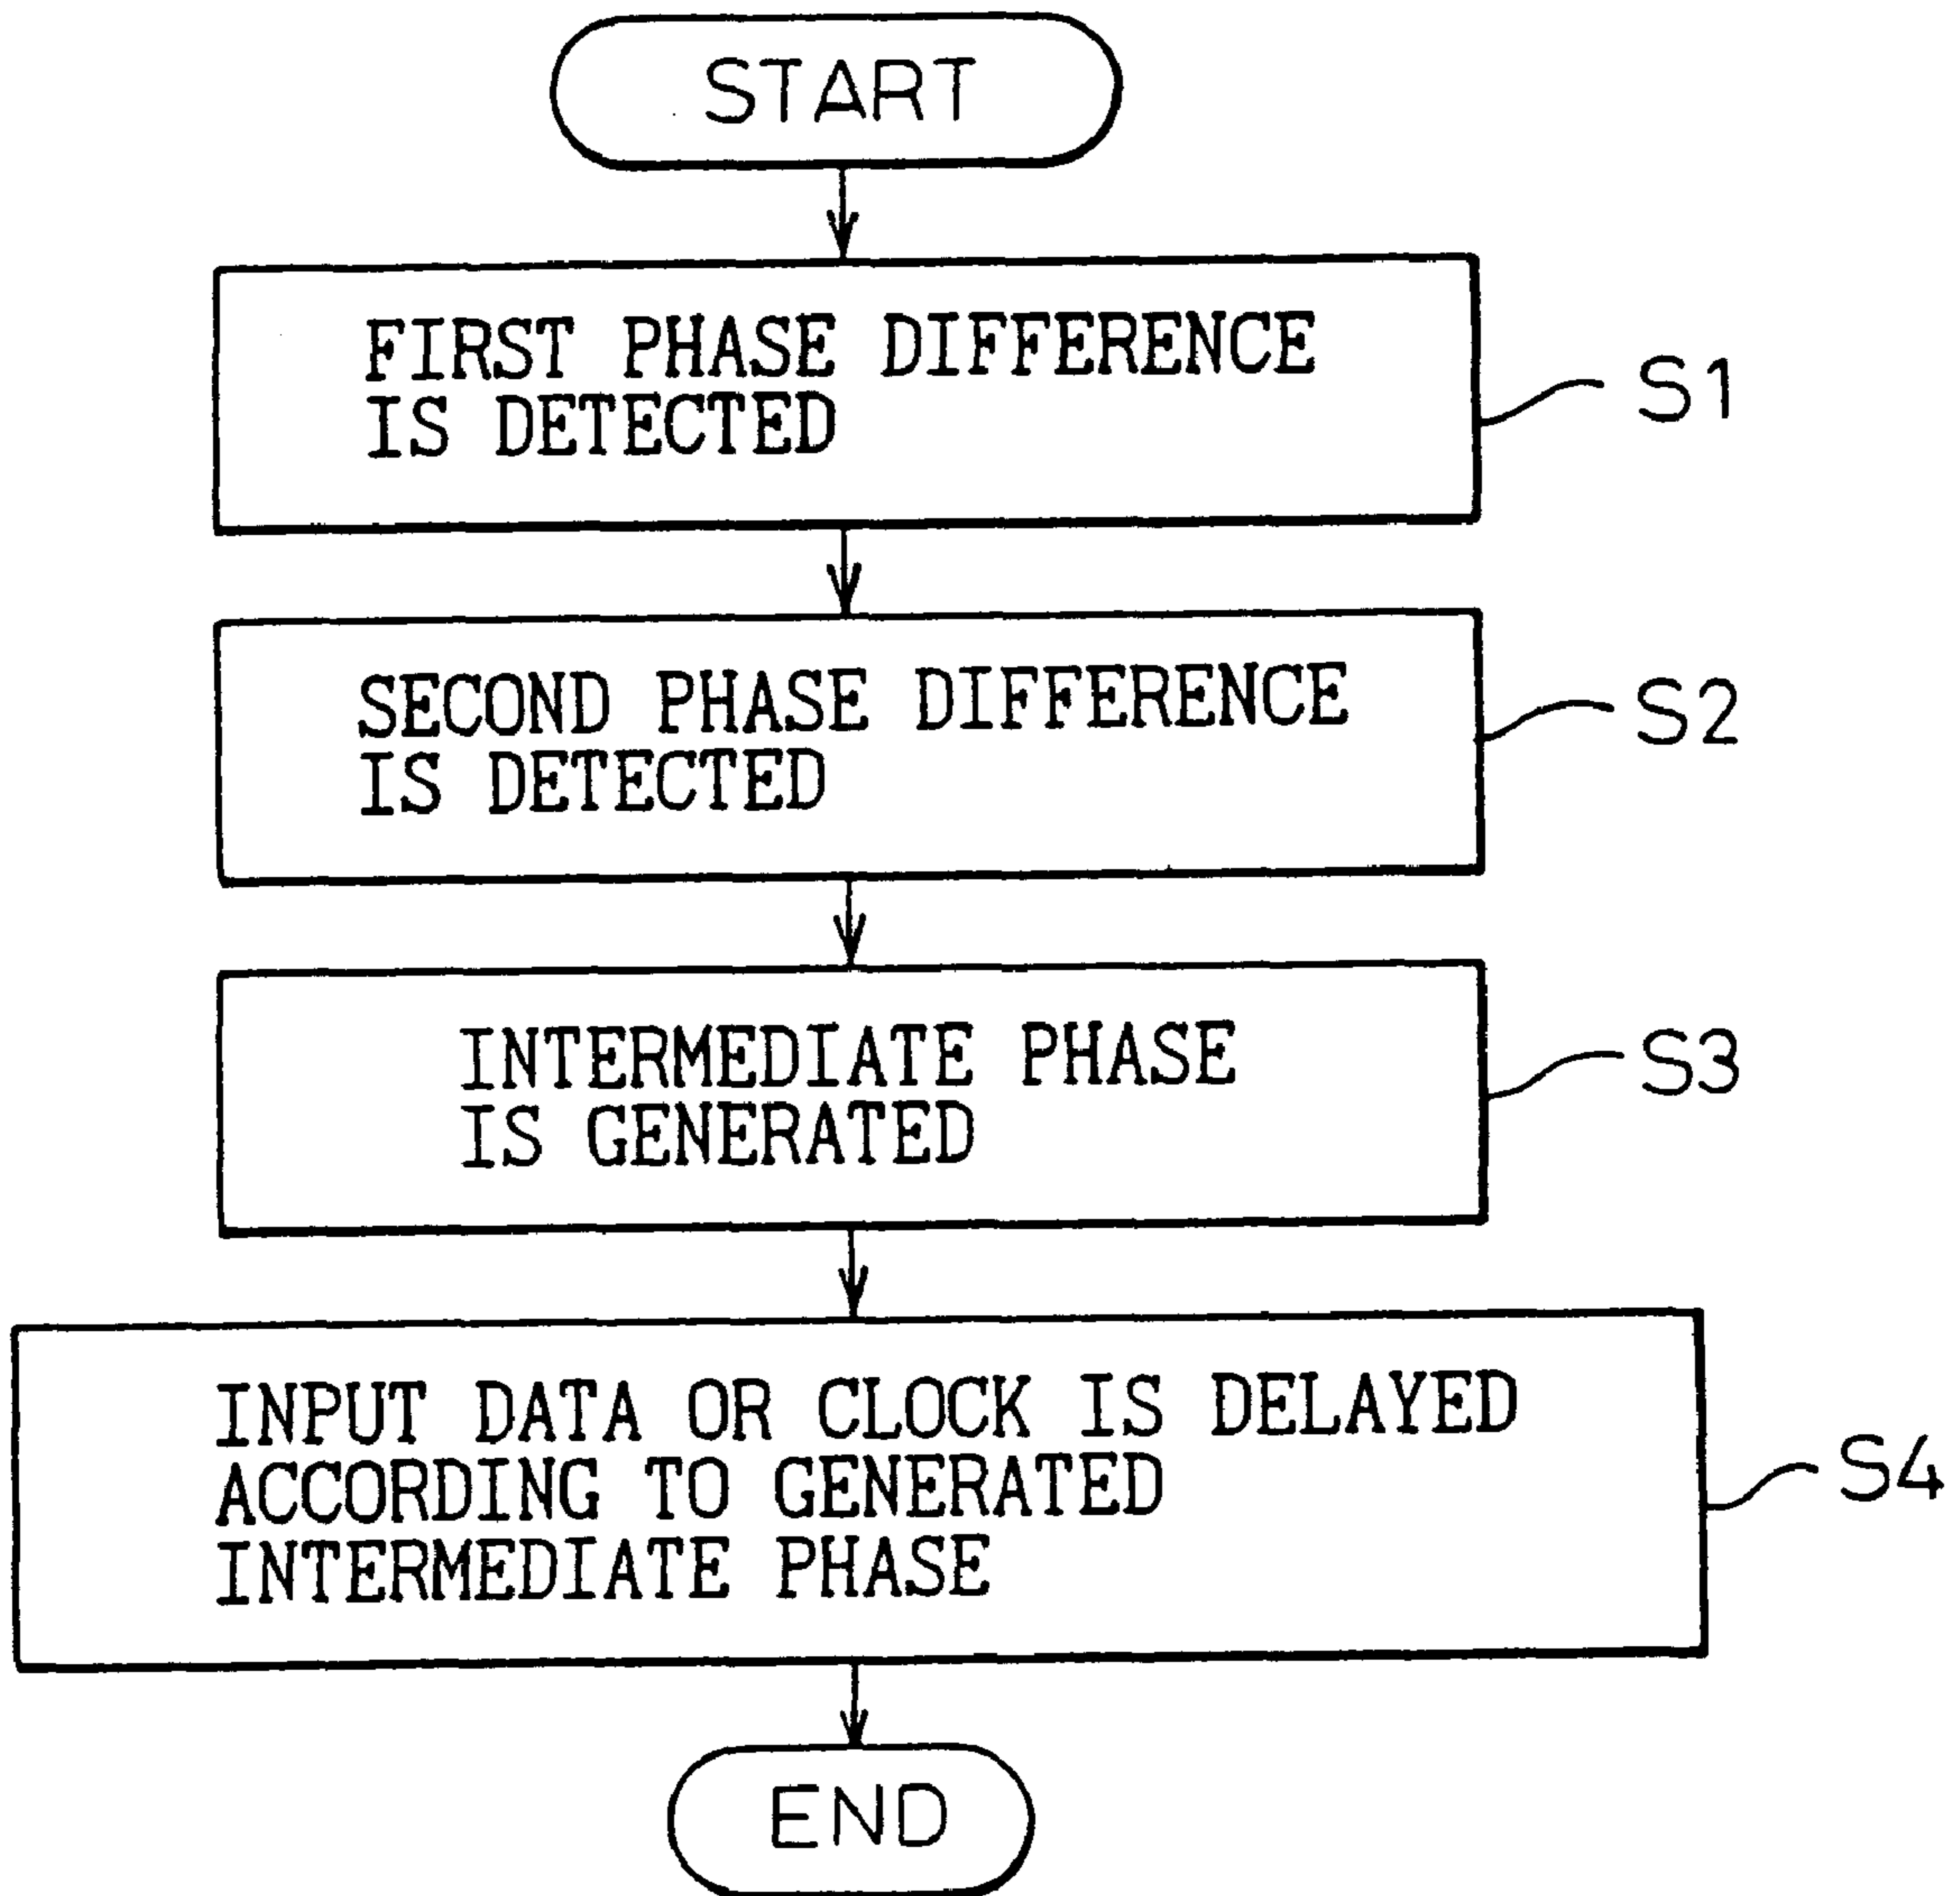 START
FIRST PHASE DIFFERENCE
IS DETECTED
S1
SECOND PHASE DIFFERENCE
IS DETECTED
S2
INTERMEDIATE PHASE
IS GENERATED
S3
INPUT DATA OR CLOCK IS DELAYED
ACCORDING TO GENERATED
INTERMEDIATE PHASE
S4
END